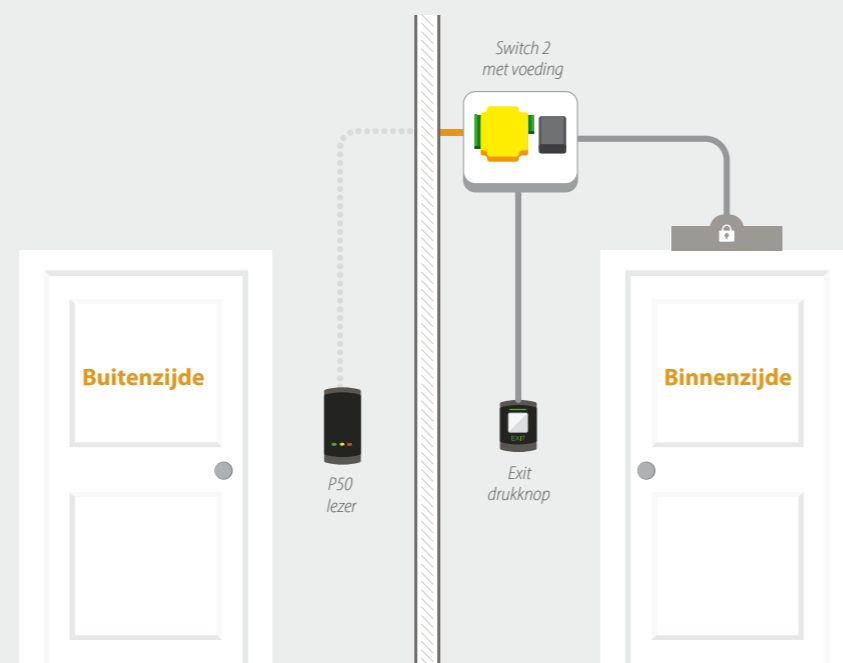 Switch 2
met voeding
Buitenzijde
Binnenzijde
EXIT
P50
lezer
Exit
drukknop